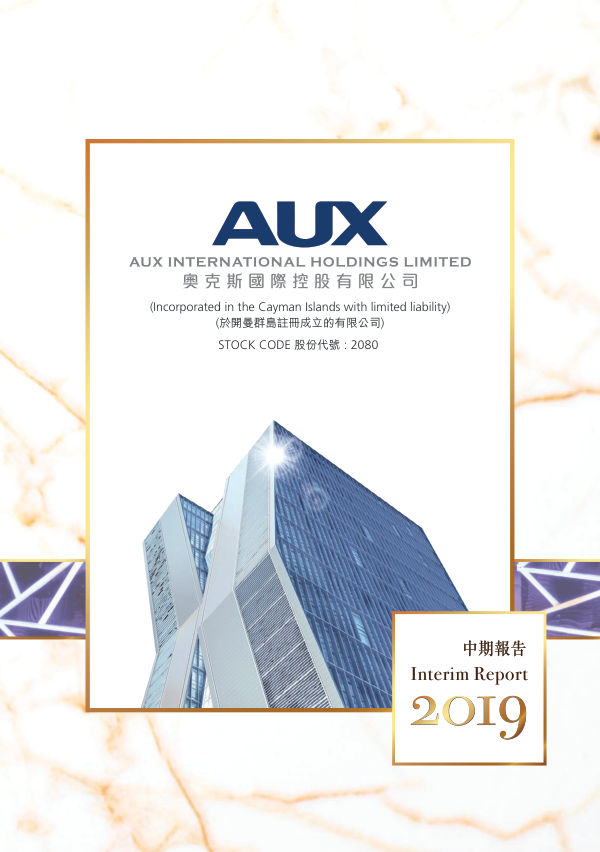 AUX
AUX INTERNATIONAL HOLDINGS LIMITED
奧克斯國際控股有限公司
(Incorporated in the Cayman Islands with limited liability)
(於開曼群島註冊成立的有限公司)
STOCK CODE 股份代號 : 2080
中期報告
Interim Report
2019